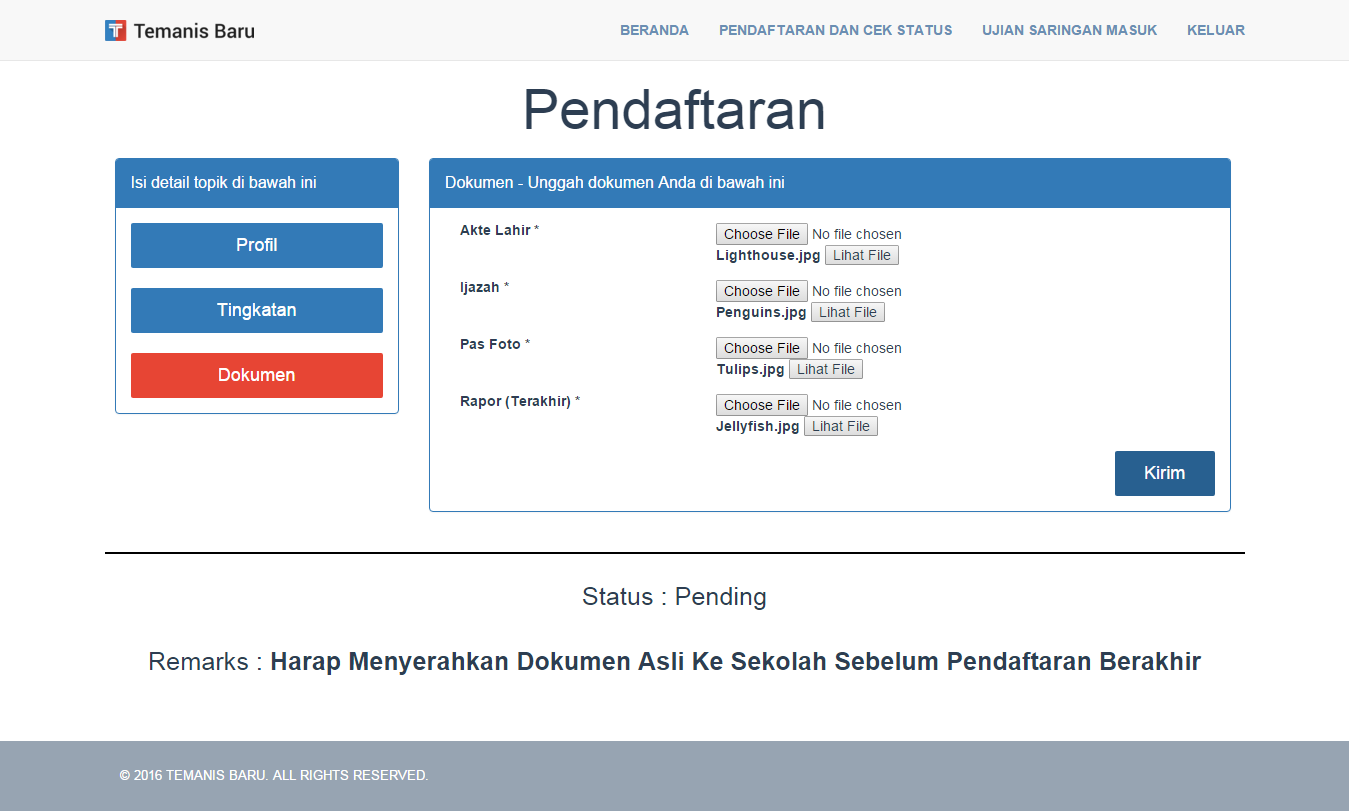 Temanis Baru BERANDA PENDAFTARAN DAN CEK STATUS UJIAN SARINGAN MASUK KELUAR
Pendaftaran
Isi detail topik di bawah ini
Profil
Tingkatan
Dokumen
Dokumen - Unggah dokumen Anda di bawah ini
Akte Lahir * Choose File No file chosen
Lighthouse.jpg Lihat File
Ijazah * Choose File No file chosen
Penguins.jpg Lihat File
Pas Foto * Choose File No file chosen
Tulips.jpg Lihat File
Rapor (Terakhir) * Choose File No file chosen
Jellyfish.jpg Lihat File
Kirim
Status : Pending
Remarks : Harap Menyerahkan Dokumen Asli Ke Sekolah Sebelum Pendaftaran Berakhir
© 2016 TEMANIS BARU. ALL RIGHTS RESERVED.